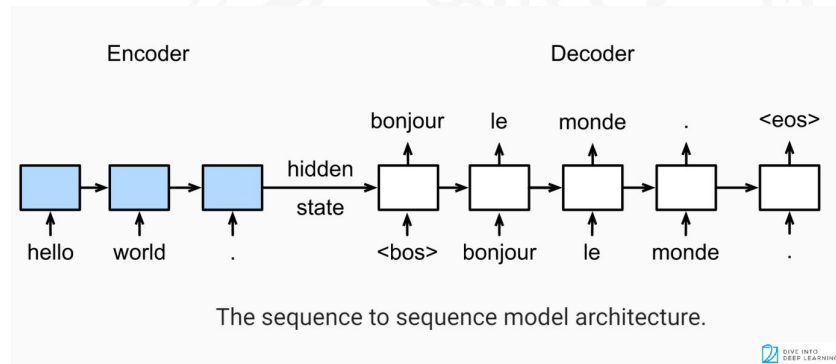 Encoder Decoder
bonjour le monde . <eos>
hidden
state
hello world . <bos> bonjour le monde .
The sequence to sequence model architecture.
DIVE INTO
DEEP LEARNING